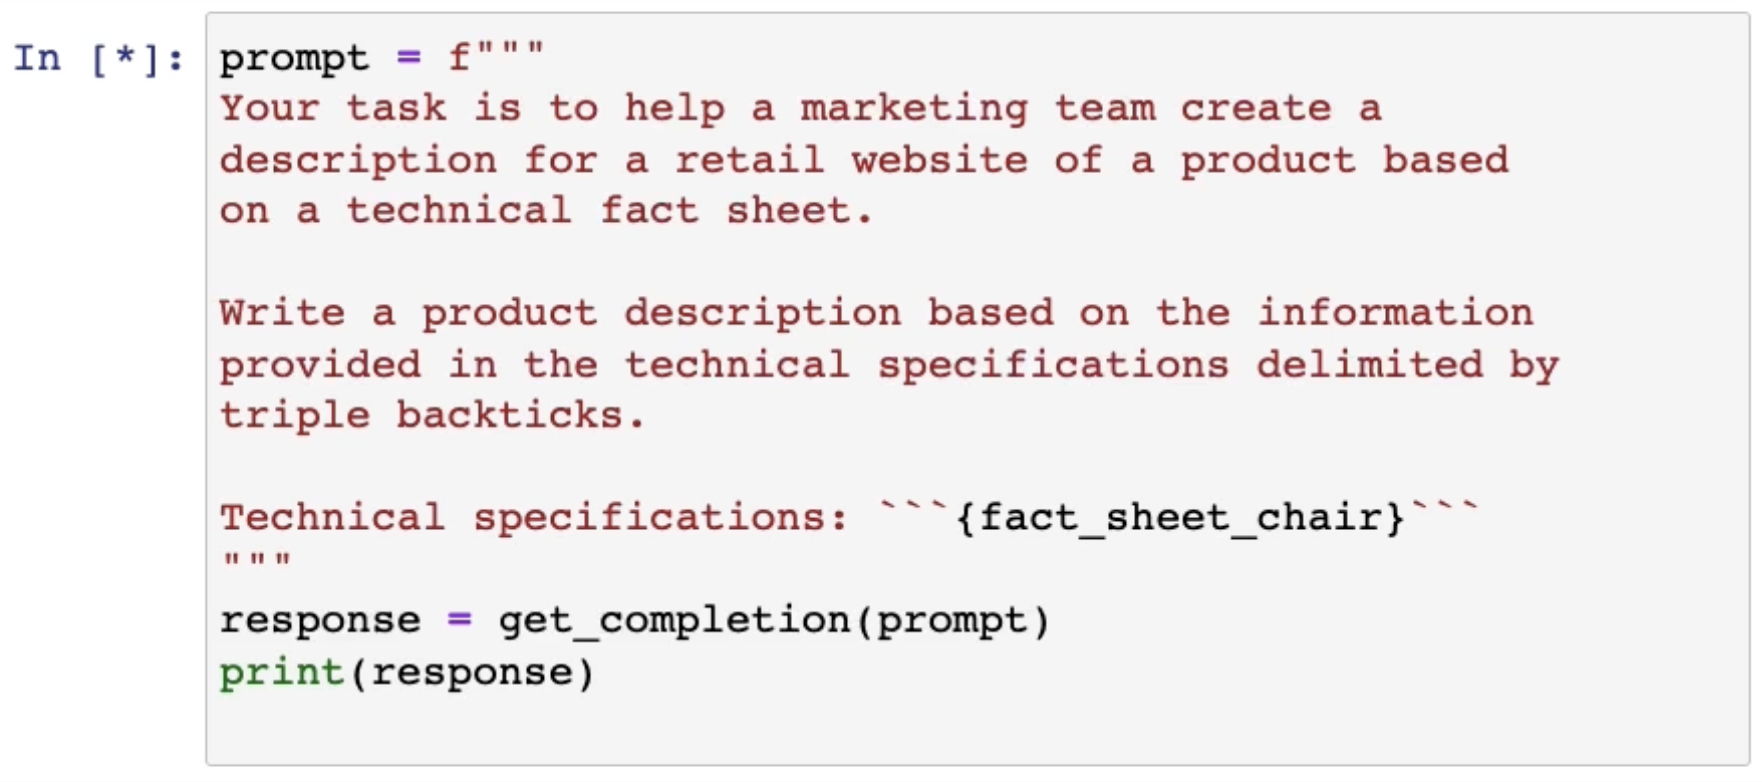 In [*]: prompt = f"""
Your task is to help a marketing team create a
description for a retail website of a product based
on a technical fact sheet.

Write a product description based on the information
provided in the technical specifications delimited by
triple backticks.

Technical specifications: ```{fact_sheet_chair}```
"""
response = get_completion(prompt)
print(response)